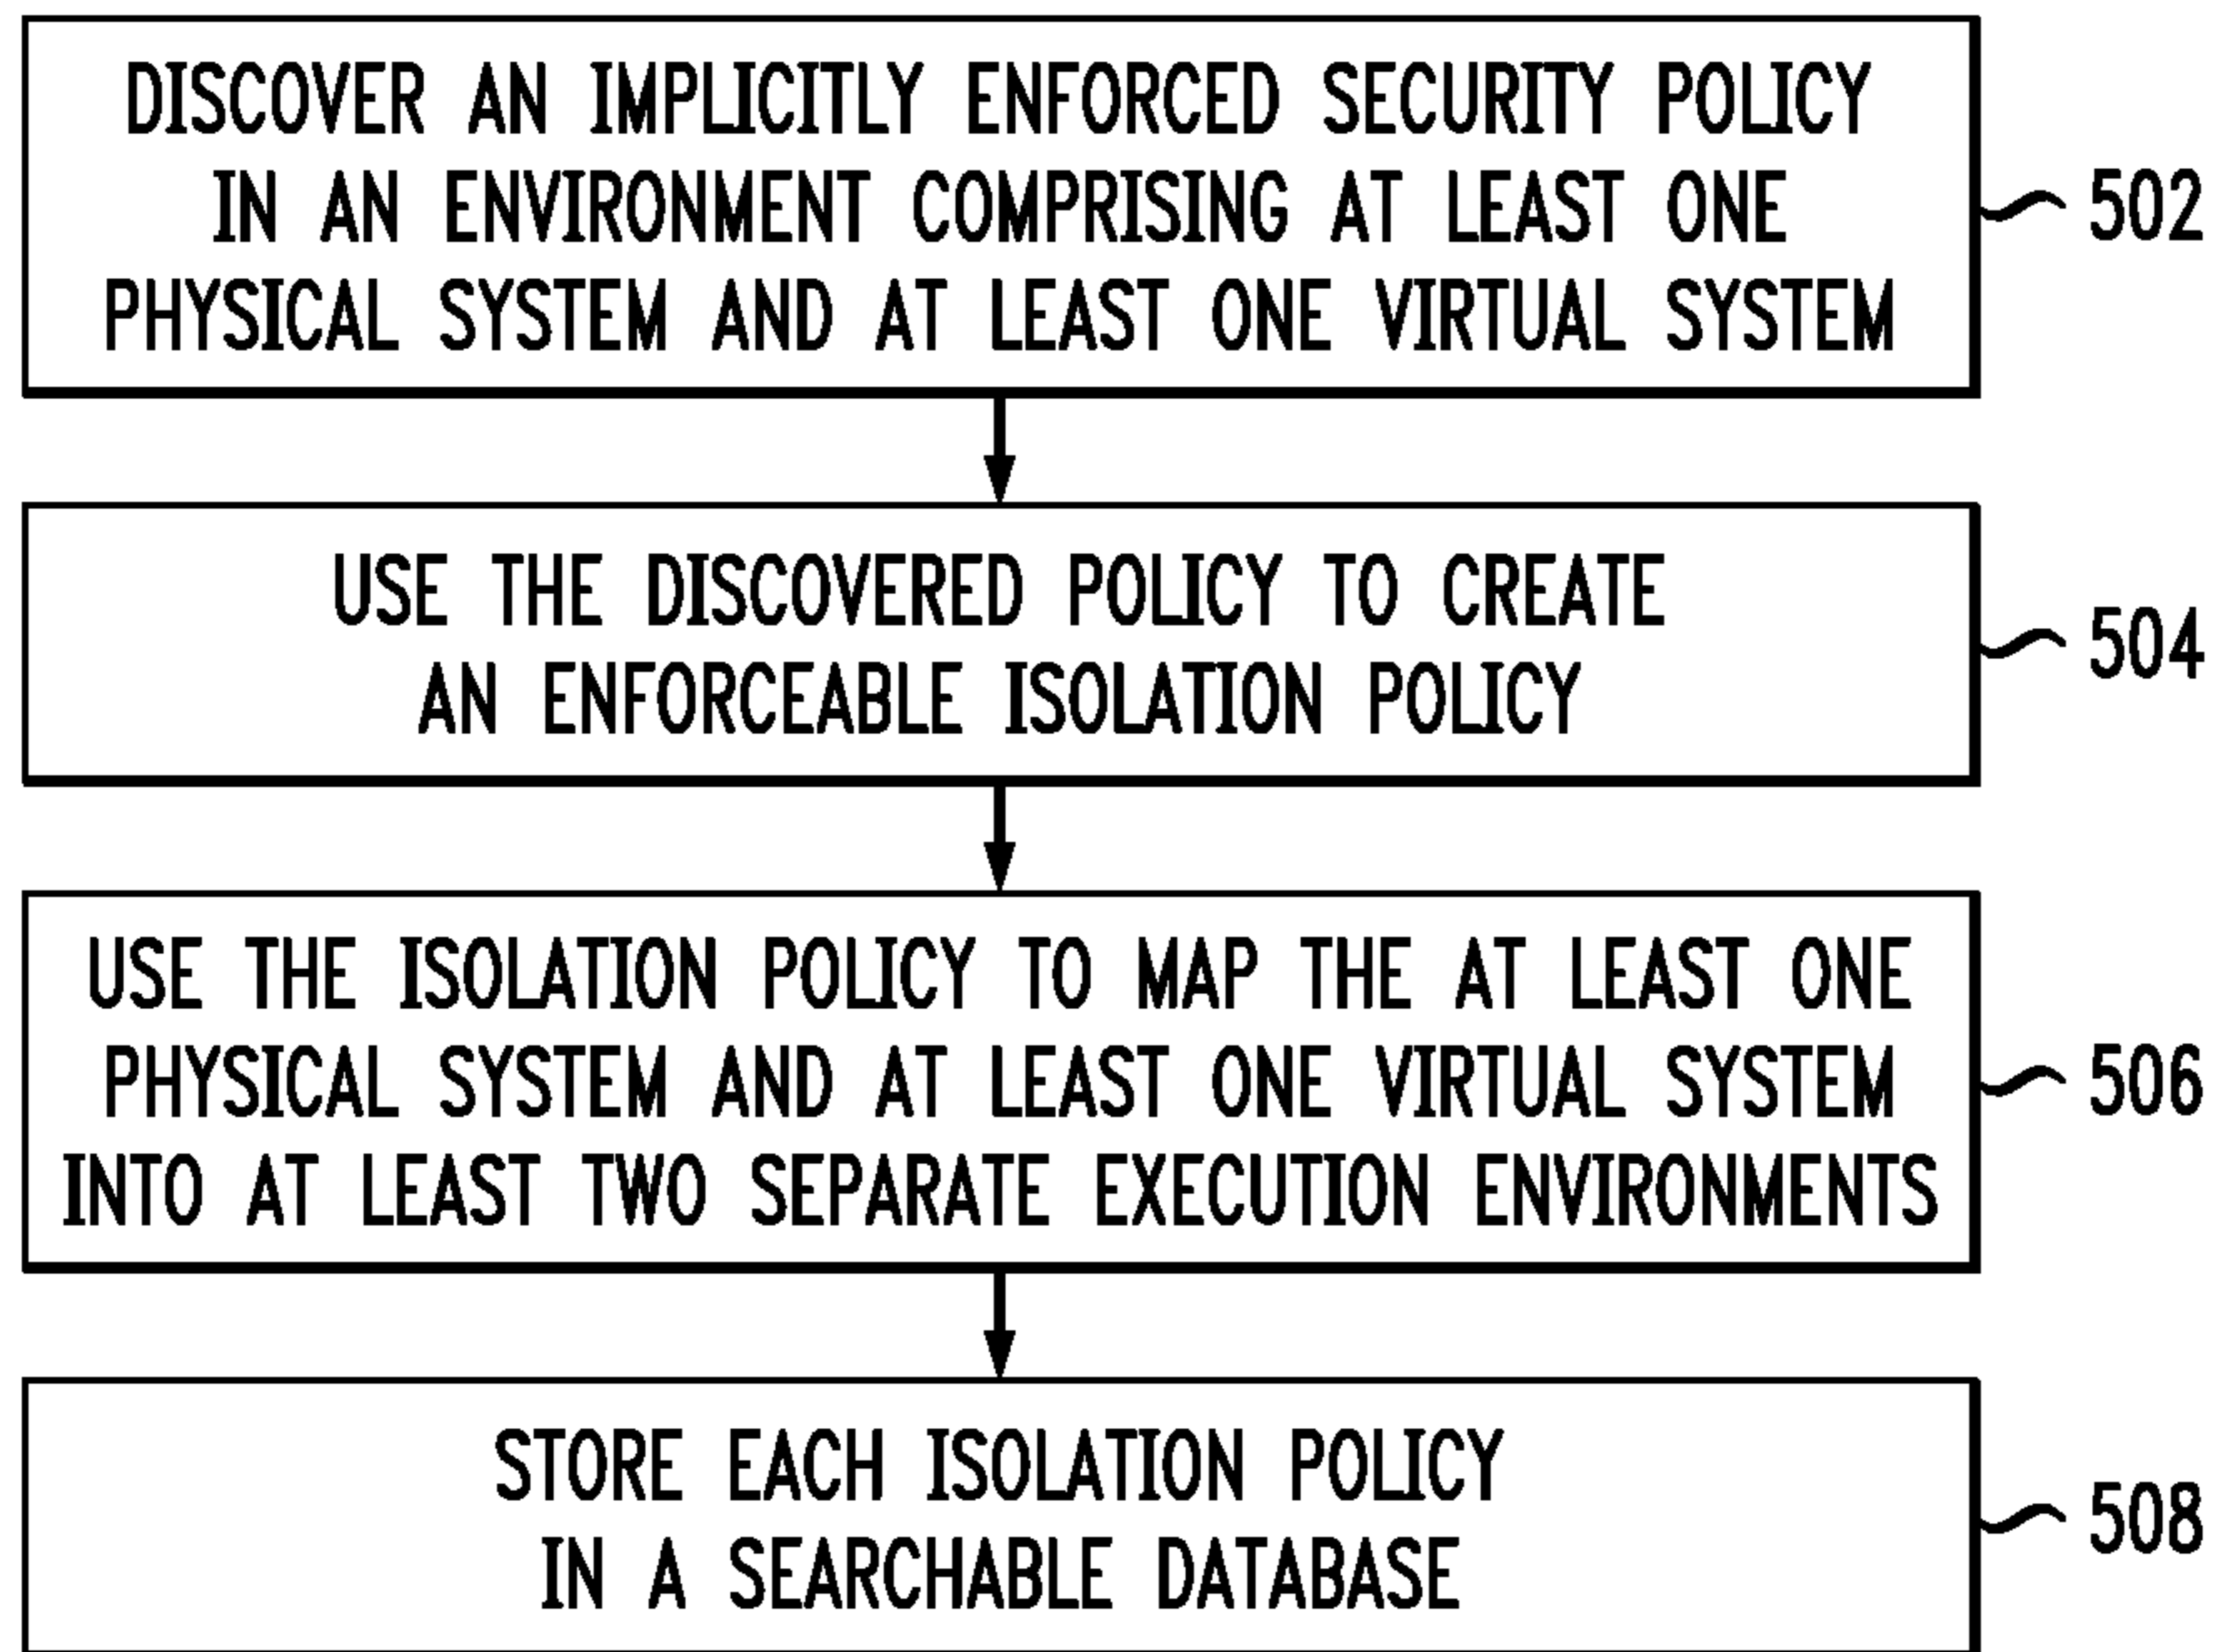 DISCOVER AN IMPLICITLY ENFORCED SECURITY POLICY
IN AN ENVIRONMENT COMPRISING AT LEAST ONE
PHYSICAL SYSTEM AND AT LEAST ONE VIRTUAL SYSTEM
502
USE THE DISCOVERED POLICY TO CREATE
AN ENFORCEABLE ISOLATION POLICY
504
USE THE ISOLATION POLICY TO MAP THE AT LEAST ONE
PHYSICAL SYSTEM AND AT LEAST ONE VIRTUAL SYSTEM
INTO AT LEAST TWO SEPARATE EXECUTION ENVIRONMENTS
506
STORE EACH ISOLATION POLICY
IN A SEARCHABLE DATABASE
508